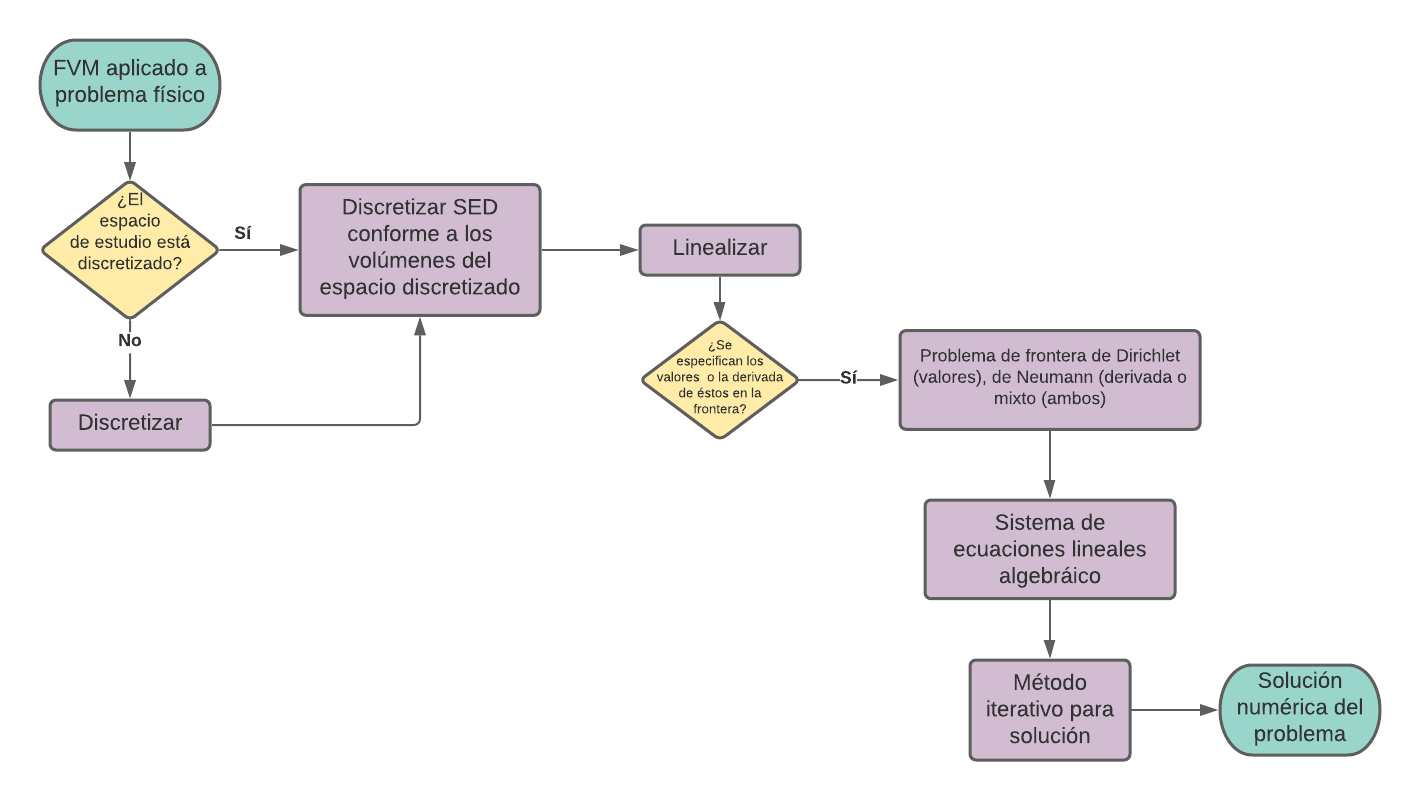 FVM aplicado a
problema físico
¿El
espacio
de estudio está
discretizado?
Sí
No
Discretizar
Discretizar SED
conforme a los
volúmenes del
espacio discretizado
Linealizar
¿Se
especifican los
valores o la derivada
de éstos en la
frontera?
Sí
Problema de frontera de Dirichlet
(valores), de Neumann (derivada o
mixto (ambos)
Sistema de
ecuaciones lineales
algebráico
Método
iterativo para
solución
Solución
numérica del
problema